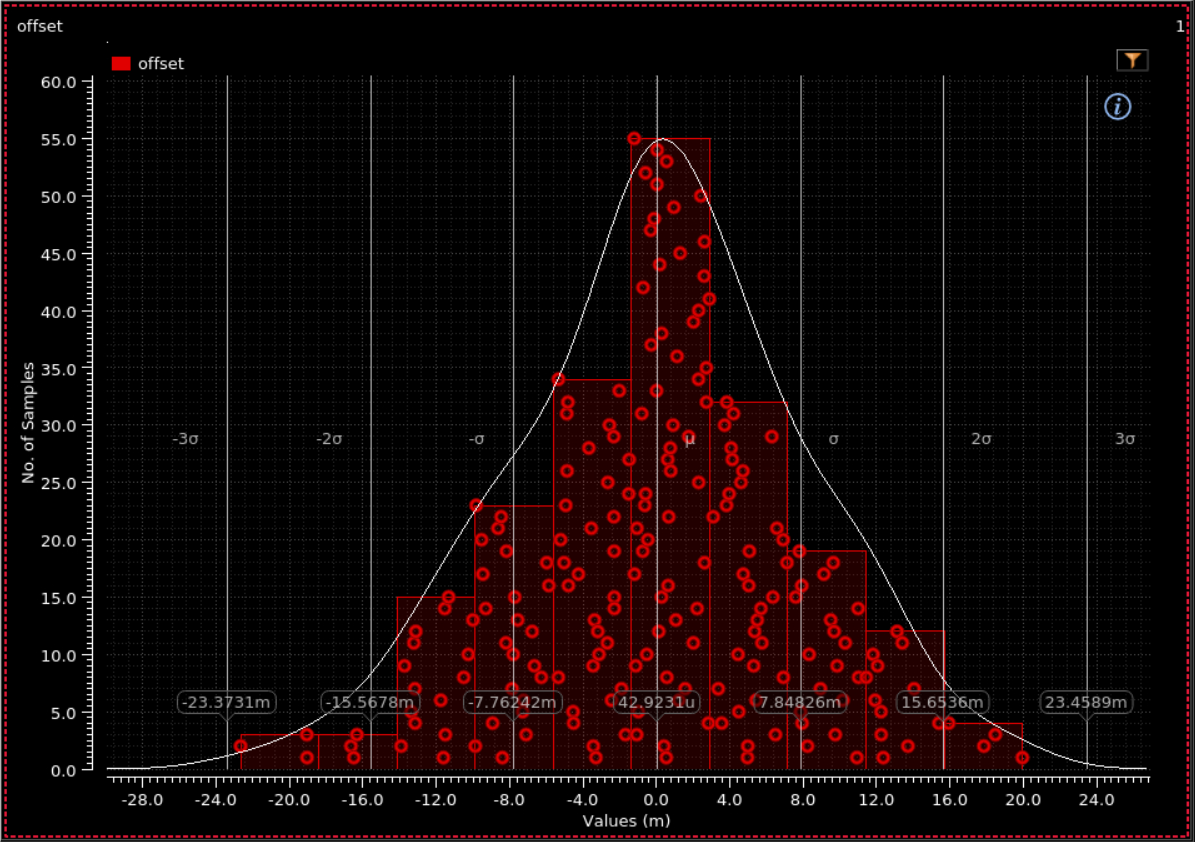 offset
1
offset
60.0
55.0
50.0
45.0
40.0
35.0
30.0
25.0
20.0
15.0
10.0
5.0
0.0
No. of Samples
-3σ -2σ -σ μ σ 2σ 3σ
-23.3731m -15.5678m -7.76242m 42.9231u 7.84826m 15.6536m 23.4589m
-28.0 -24.0 -20.0 -16.0 -12.0 -8.0 -4.0 0.0 4.0 8.0 12.0 16.0 20.0 24.0
Values (m)
i